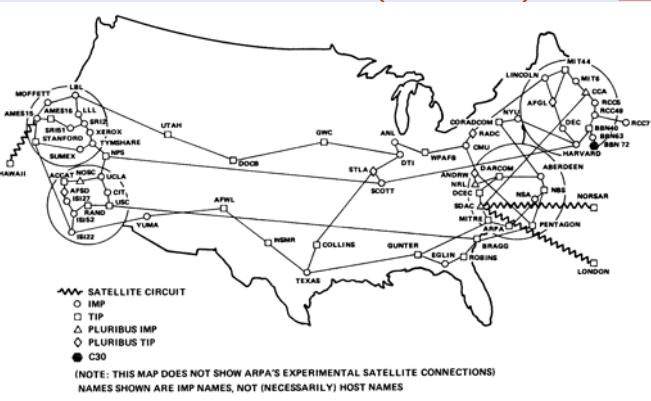 MOFFETT
LBL
AMES15
AMES16
LLL
SRI2
SRI51
XEROX
STANFORD
TYMSHARE
SUMEX
NPS
HAWAII
ACCAT
NOSC
UCLA
AFSD
CIT
ISI27
RAND
USC
ISI52
ISI22
UTAH
DOCB
GWC
YUMA
AFWL
WSMR
TEXAS
COLLINS
STLA
SCOTT
ANL
DTI
WPAFB
CMU
CORADCOM
RADC
NYU
LINCOLN
MIT44
MIT6
CCA
RCC5
RCC49
RCC71
AFGL
DEC
BBN40
BBN63
BBN 72
HARVARD
ABERDEEN
DARCOM
ANDRW
NRL
DCEC
NSA
NBS
SDAC
NORSAR
MITRE
ARPA
PENTAGON
BRAGG
GUNTER
EGLIN
ROBINS
LONDON
SATELLITE CIRCUIT
IMP
TIP
PLURIBUS IMP
PLURIBUS TIP
C30
(NOTE: THIS MAP DOES NOT SHOW ARPA'S EXPERIMENTAL SATELLITE CONNECTIONS)
NAMES SHOWN ARE IMP NAMES, NOT (NECESSARILY) HOST NAMES